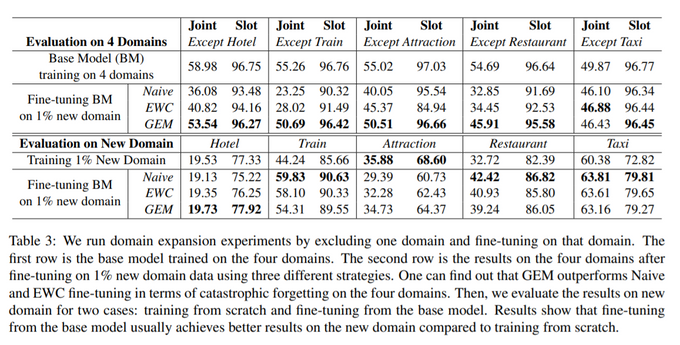 Joint Slot Joint Slot Joint Slot Joint Slot Joint Slot
Evaluation on 4 Domains Except Hotel Except Train Except Attraction Except Restaurant Except Taxi
Base Model (BM)
training on 4 domains 58.98 96.75 55.26 96.76 55.02 97.03 54.69 96.64 49.87 96.77
Naive 36.08 93.48 23.25 90.32 40.05 95.54 32.85 91.69 46.10 96.34
Fine-tuning BM
on 1% new domain EWC 40.82 94.16 28.02 91.49 45.37 84.94 34.45 92.53 46.88 96.44
GEM 53.54 96.27 50.69 96.42 50.51 96.66 45.91 95.58 46.43 96.45
Evaluation on New Domain Hotel Train Attraction Restaurant Taxi
Training 1% New Domain 19.53 77.33 44.24 85.66 35.88 68.60 32.72 82.39 60.38 72.82
Naive 19.13 75.22 59.83 90.63 29.39 60.73 42.42 86.82 63.81 79.81
Fine-tuning BM
on 1% new domain EWC 19.35 76.25 58.10 90.33 32.28 62.43 40.93 85.80 63.61 79.65
GEM 19.73 77.92 54.31 89.55 34.73 64.37 39.24 86.05 63.16 79.27
Table 3: We run domain expansion experiments by excluding one domain and fine-tuning on that domain. The
first row is the base model trained on the four domains. The second row is the results on the four domains after
fine-tuning on 1% new domain data using three different strategies. One can find out that GEM outperforms Naive
and EWC fine-tuning in terms of catastrophic forgetting on the four domains. Then, we evaluate the results on new
domain for two cases: training from scratch and fine-tuning from the base model. Results show that fine-tuning
from the base model usually achieves better results on the new domain compared to training from scratch.